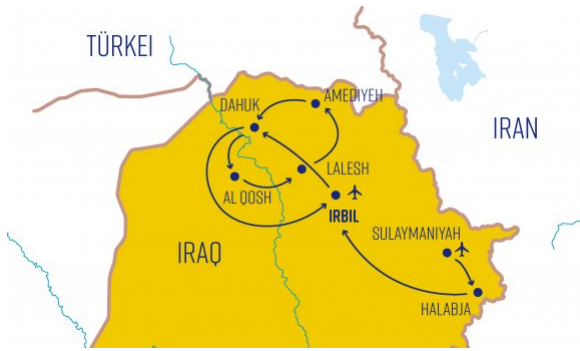 TÜRKEI
AMEDIYEH
DAHUK
IRAN
LALESH
AL QOSH
IRBIL
SULAYMANIYAH
IRAQ
HALABJA